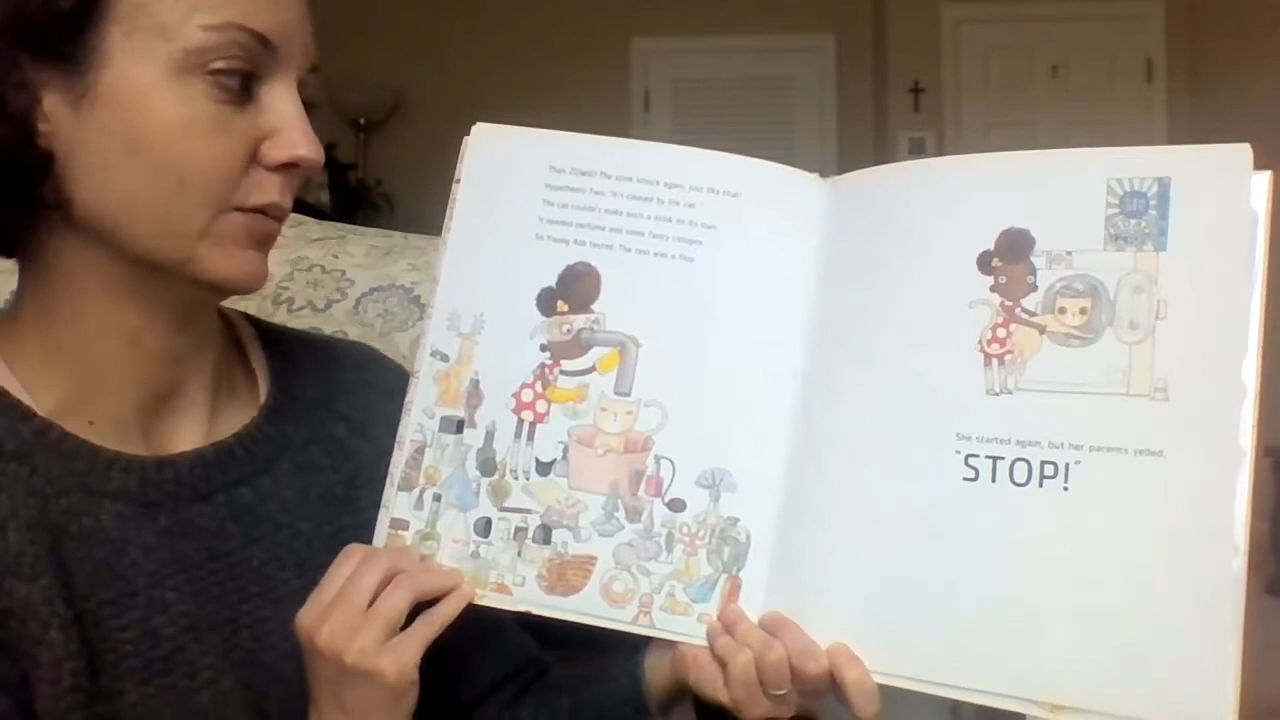 Then ZOWIE! The stink struck again, just like that!
Hypothesis Two: "It's caused by the cat."
The cat couldn't make such a stink on its own.
It needed perfume and some fancy cologne.
So Young Ada tested. The test was a flop.
She started again, but her parents yelled,
"STOP!"